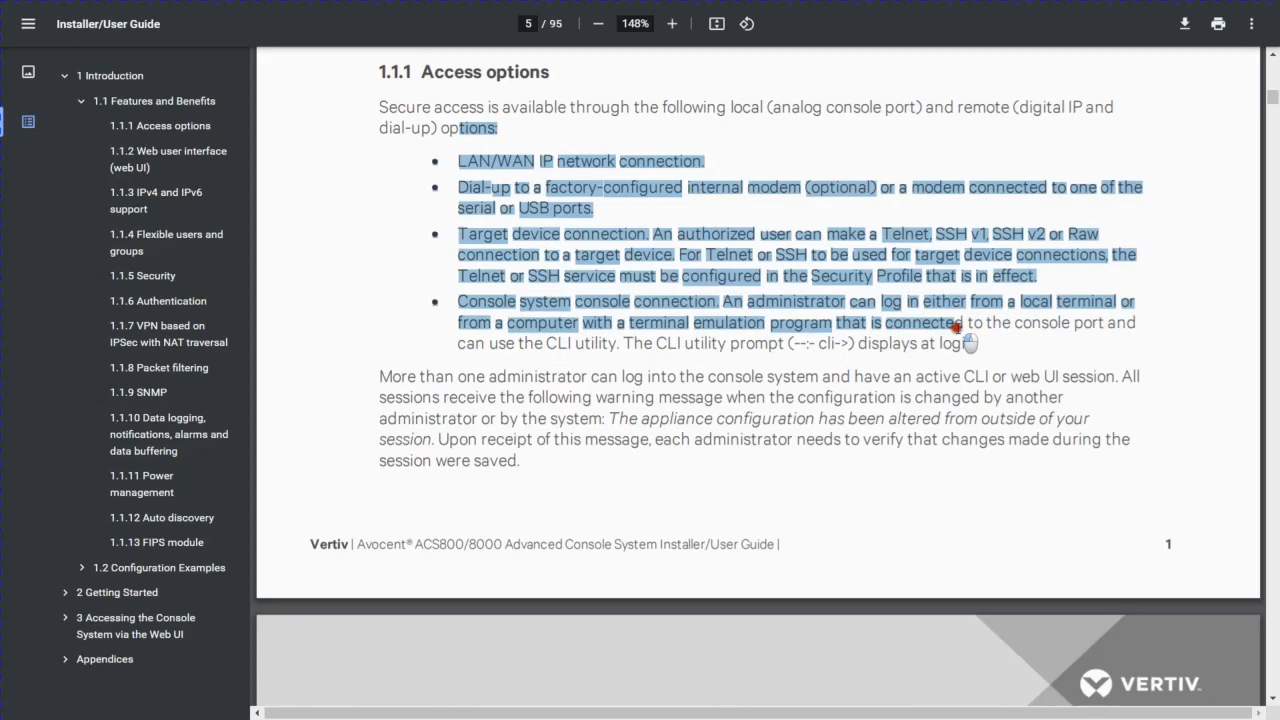 Installer/User Guide
5 / 95
148%
1 Introduction
1.1 Features and Benefits
1.1.1 Access options
1.1.2 Web user interface
(web UI)
1.1.3 IPv4 and IPv6
support
1.1.4 Flexible users and
groups
1.1.5 Security
1.1.6 Authentication
1.1.7 VPN based on
IPSec with NAT traversal
1.1.8 Packet filtering
1.1.9 SNMP
1.1.10 Data logging,
notifications, alarms and
data buffering
1.1.11 Power
management
1.1.12 Auto discovery
1.1.13 FIPS module
1.2 Configuration Examples
2 Getting Started
3 Accessing the Console
System via the Web UI
Appendices
1.1.1 Access options
Secure access is available through the following local (analog console port) and remote (digital IP and
dial-up) options:
• LAN/WAN IP network connection.
• Dial-up to a factory-configured internal modem (optional) or a modem connected to one of the
serial or USB ports.
• Target device connection. An authorized user can make a Telnet, SSH v1, SSH v2 or Raw
connection to a target device. For Telnet or SSH to be used for target device connections, the
Telnet or SSH service must be configured in the Security Profile that is in effect.
• Console system console connection. An administrator can log in either from a local terminal or
from a computer with a terminal emulation program that is connected to the console port and
can use the CLI utility. The CLI utility prompt (--:- cli->) displays at
More than one administrator can log into the console system and have an active CLI or web UI session. All
sessions receive the following warning message when the configuration is changed by another
administrator or by the system: The appliance configuration has been altered from outside of your
session. Upon receipt of this message, each administrator needs to verify that changes made during the
session were saved.
Vertiv | Avocent® ACS800/8000 Advanced Console System Installer/User Guide |
1
VERTIV.